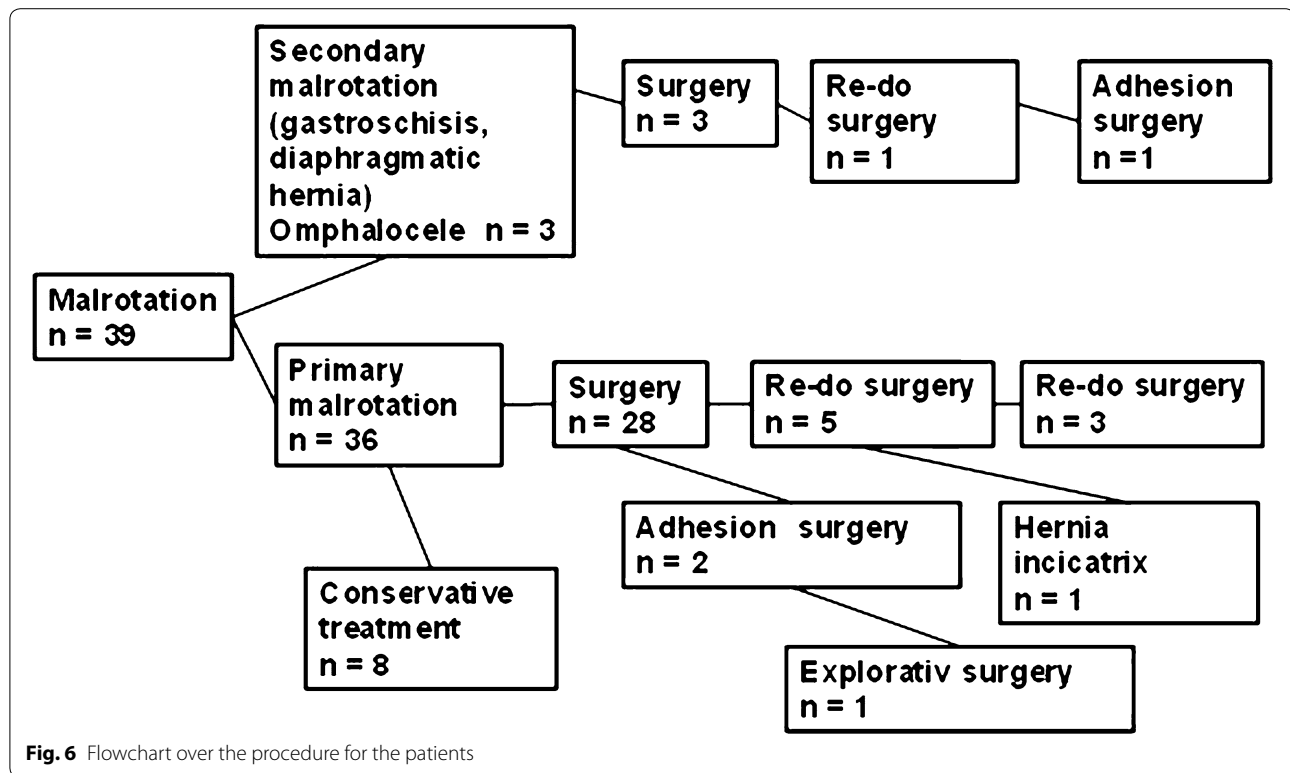 Secondary
malrotation
(gastroschisis,
diaphragmatic
hernia)
Omphalocele n = 3
Surgery
n = 3
Re-do
surgery
n = 1
Adhesion
surgery
n =1
Malrotation
n = 39
Primary
malrotation
n = 36
Surgery
n = 28
Re-do surgery
n = 5
Re-do surgery
n = 3
Adhesion surgery
n = 2
Hernia
incicatrix
n = 1
Conservative
treatment
n = 8
Explorativ surgery
n = 1
Fig. 6 Flowchart over the procedure for the patients